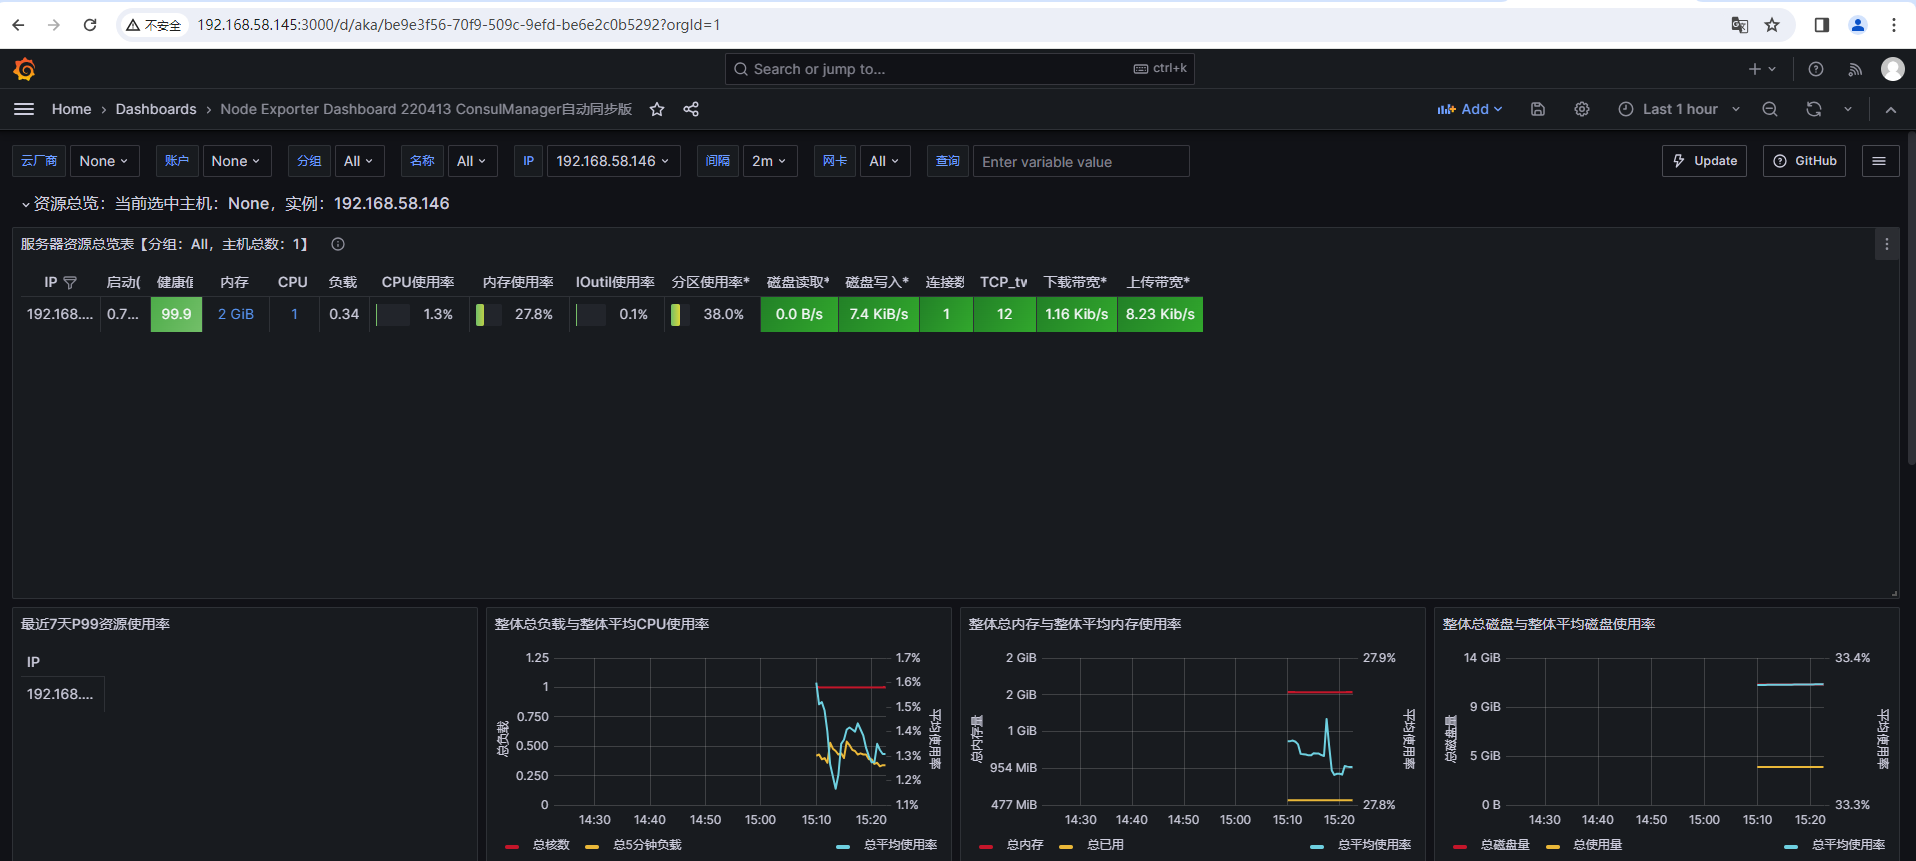 不安全 192.168.58.145:3000/d/aka/be9e3f56-70f9-509c-9efd-be6e2c0b5292?orgId=1
Search or jump to... ctrl+k
Home › Dashboards › Node Exporter Dashboard 220413 ConsulManager自动同步版 Add Last 1 hour
云厂商 None 账户 None 分组 All 名称 All IP 192.168.58.146 间隔 2m 网卡 All 查询 Enter variable value Update GitHub
资源总览：当前选中主机：None，实例：192.168.58.146
服务器资源总览表【分组：All，主机总数：1】
IP 启动( 健康值 内存 CPU 负载 CPU使用率 内存使用率 IOutil使用率 分区使用率* 磁盘读取* 磁盘写入* 连接数 TCP_tw 下载带宽* 上传带宽*
192.168.... 0.7... 99.9 2 GiB 1 0.34 1.3% 27.8% 0.1% 38.0% 0.0 B/s 7.4 KiB/s 1 12 1.16 Kib/s 8.23 Kib/s
最近7天P99资源使用率
IP
192.168....
整体总负载与整体平均CPU使用率
总负载
1.25
1
0.750
0.500
0.250
0
1.7%
1.6%
1.5%
1.4%
1.3%
1.2%
1.1%
整体平均使用率
14:30 14:40 14:50 15:00 15:10 15:20
总核数 总5分钟负载 总平均使用率
整体总内存与整体平均内存使用率
总内存量
2 GiB
2 GiB
1 GiB
954 MiB
477 MiB
27.9%
27.8%
整体平均使用率
14:30 14:40 14:50 15:00 15:10 15:20
总内存 总已用 总平均使用率
整体总磁盘与整体平均磁盘使用率
总磁盘量
14 GiB
9 GiB
5 GiB
0 B
33.4%
33.3%
整体平均使用率
14:30 14:40 14:50 15:00 15:10 15:20
总磁盘量 总使用量 总平均使用率